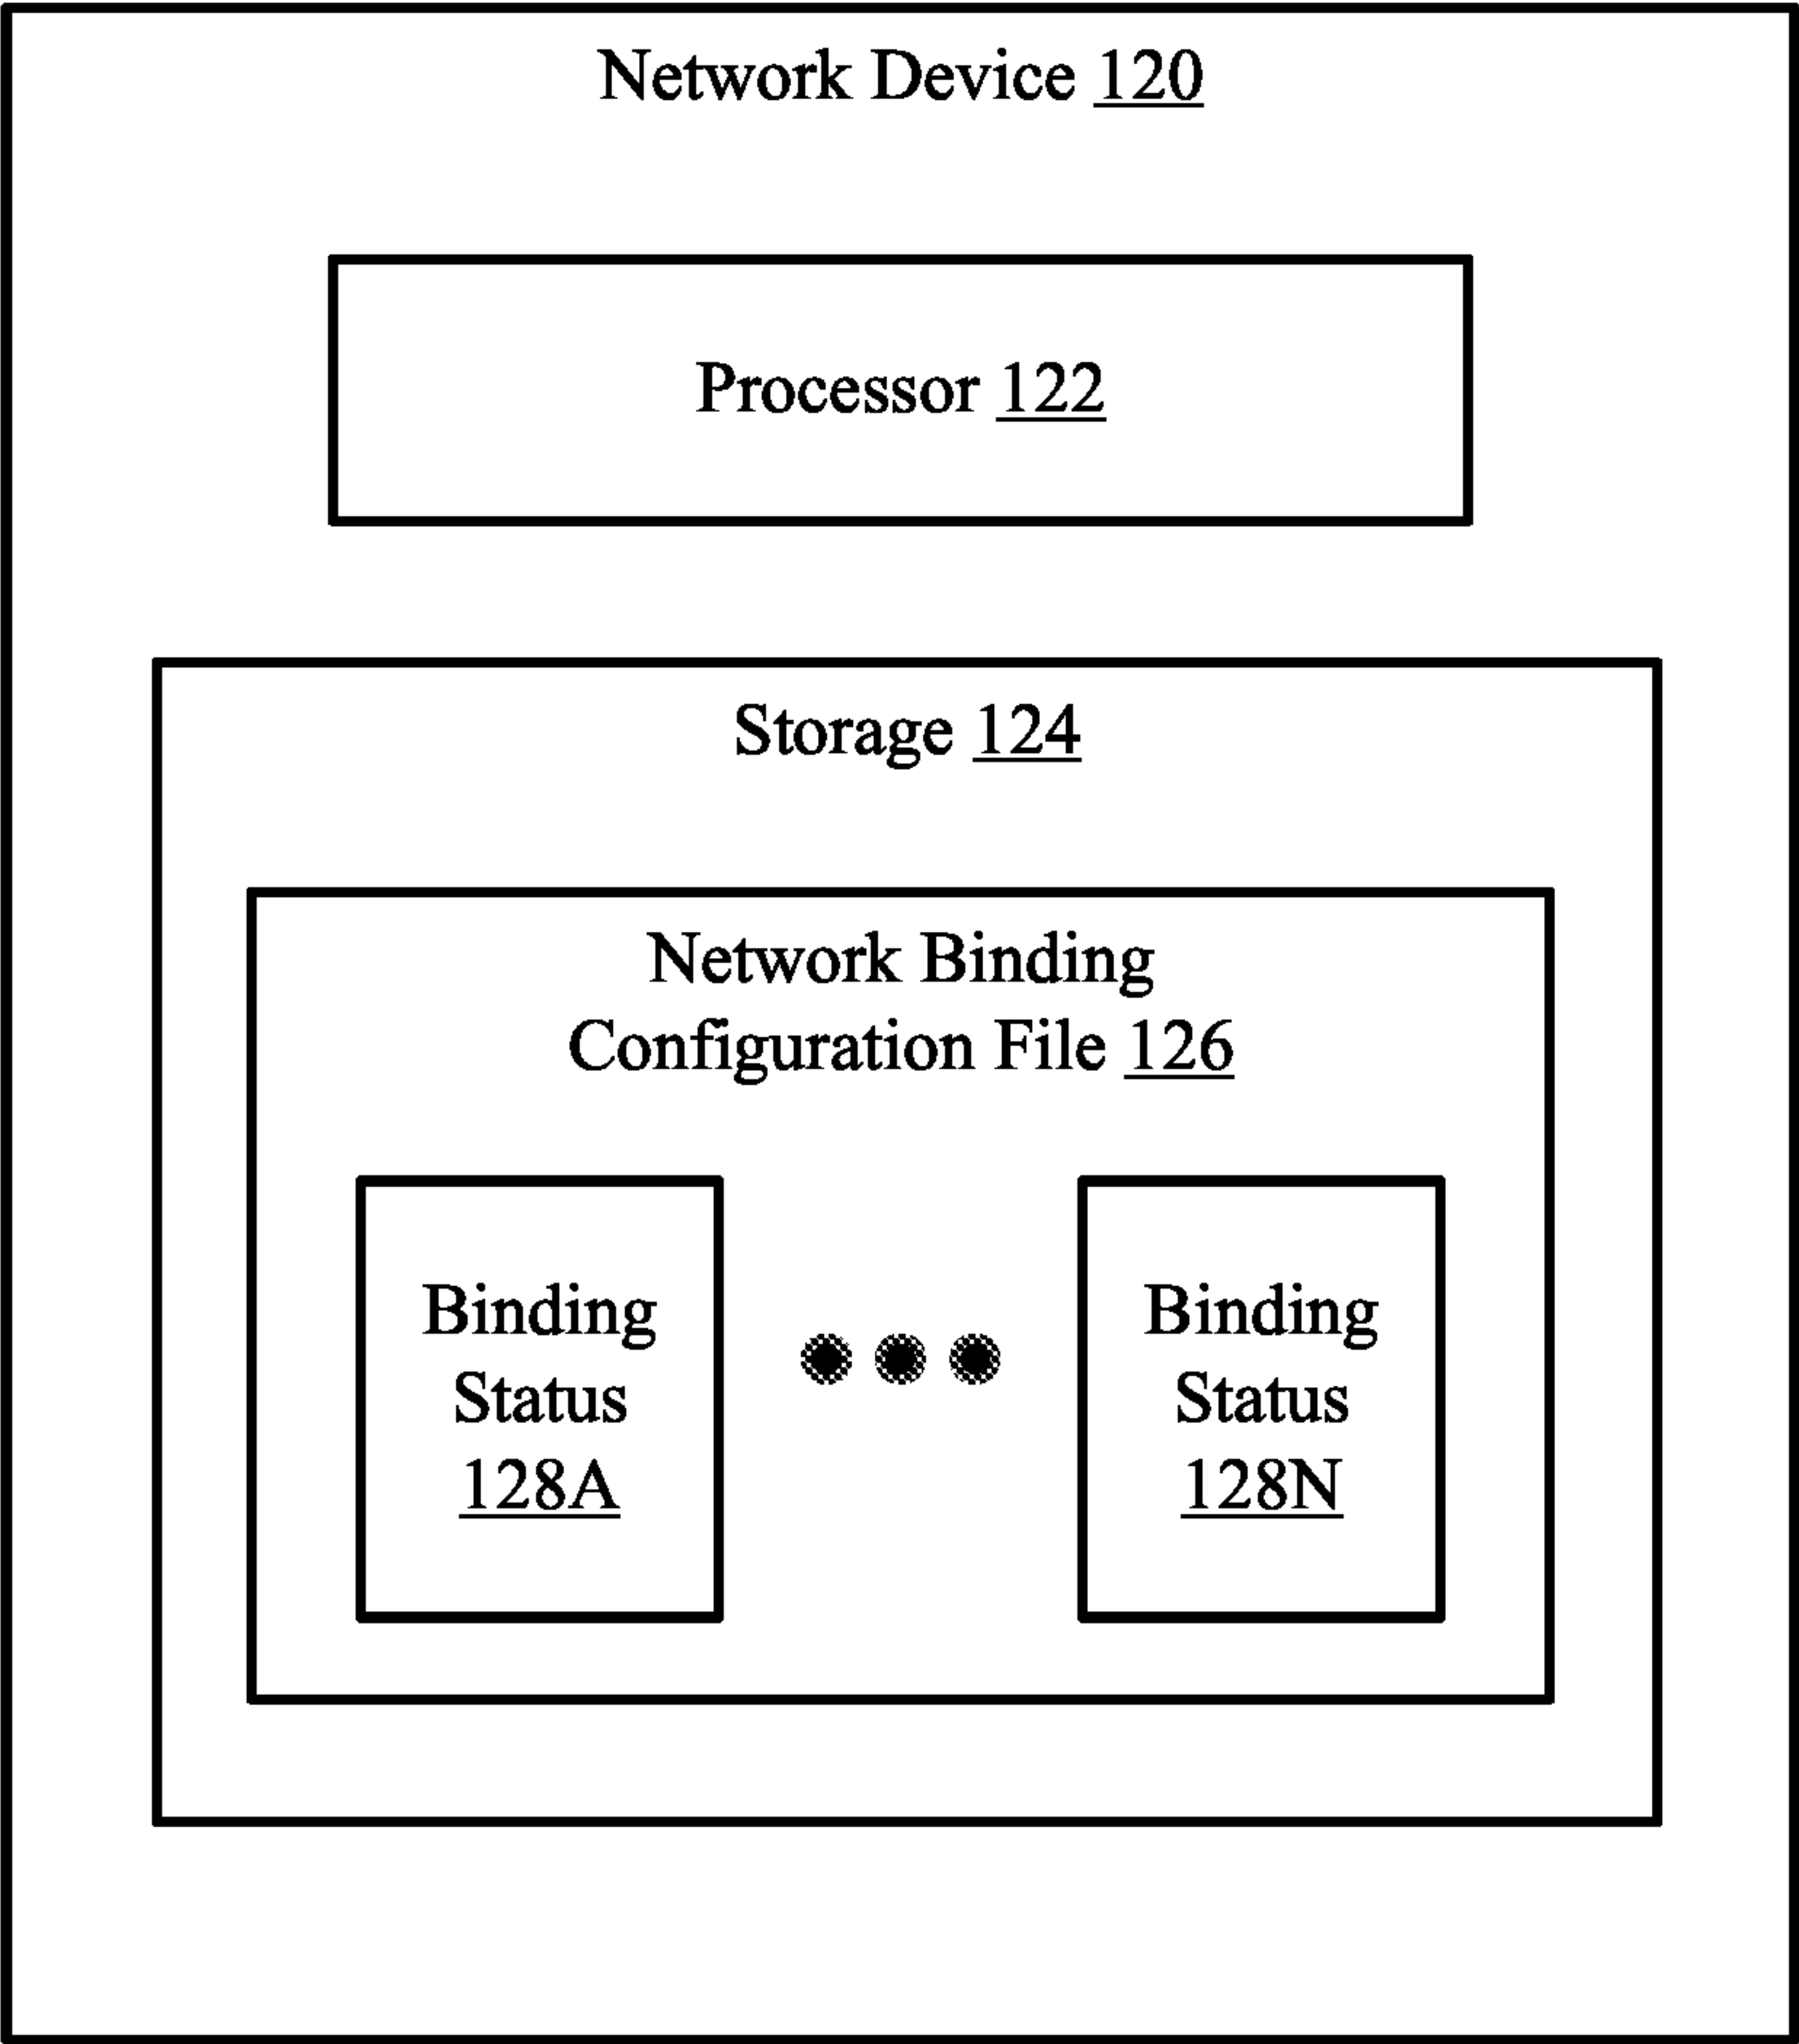 Network Device 120
Processor 122
Storage 124
Network Binding
Configuration File 126
Binding
Status
128A
Binding
Status
128N